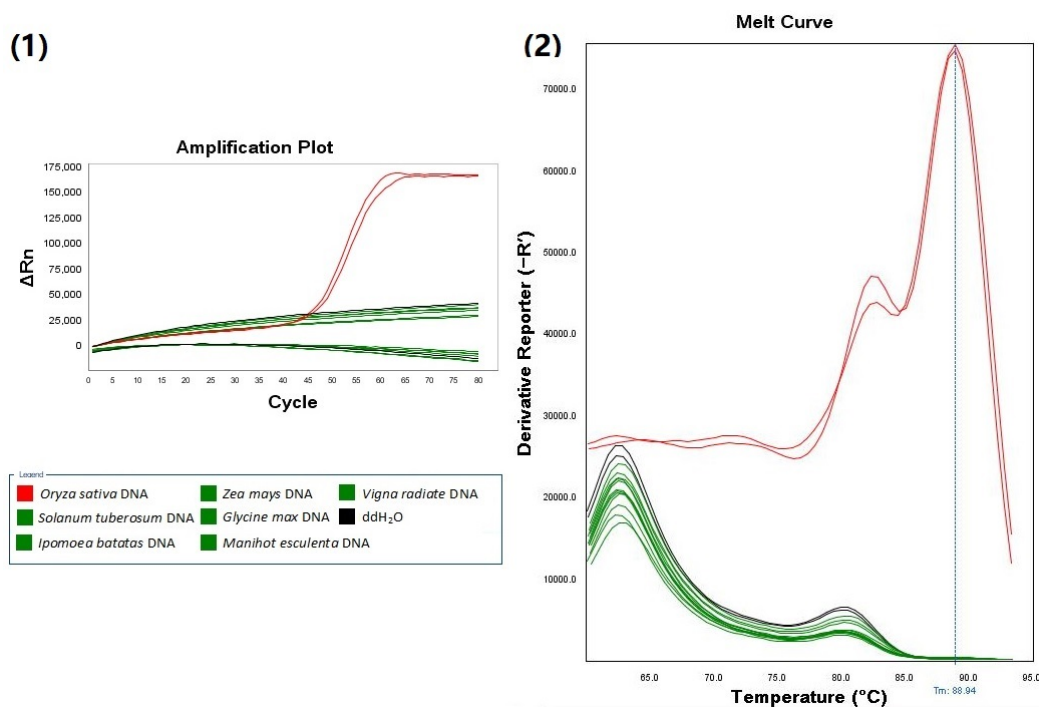 (1)
Amplification Plot
175,000
150,000
125,000
100,000
75,000
50,000
25,000
0
ΔRn
0 5 10 15 20 25 30 35 40 45 50 55 60 65 70 75 80
Cycle
Legend
Oryza sativa DNA
Zea mays DNA
Vigna radiate DNA
Solanum tuberosum DNA
Glycine max DNA
ddH₂O
Ipomoea batatas DNA
Manihot esculenta DNA
(2)
Melt Curve
70000.0
60000.0
50000.0
40000.0
30000.0
20000.0
10000.0
Derivative Reporter (−R′)
65.0 70.0 75.0 80.0 85.0 90.0 95.0
Tm: 88.94
Temperature (°C)